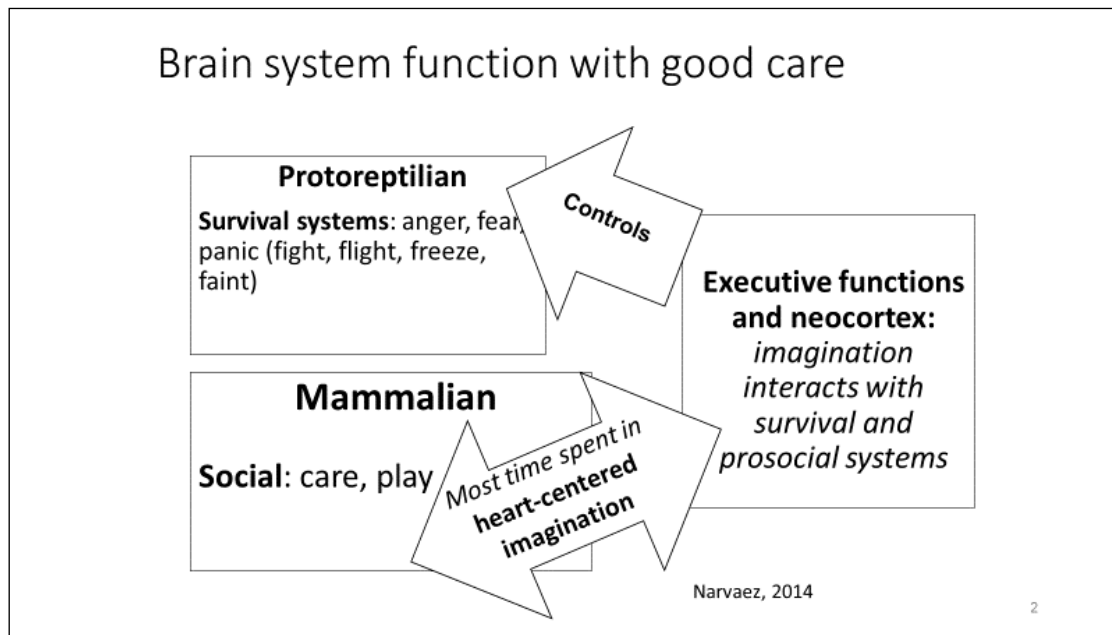 Brain system function with good care
Protoreptilian
Survival systems: anger, fear,
panic (fight, flight, freeze,
faint)
Controls
Executive functions
and neocortex:
imagination
interacts with
survival and
prosocial systems
Mammalian
Social: care, play
Most time spent in
heart-centered
imagination
Narvaez, 2014
2